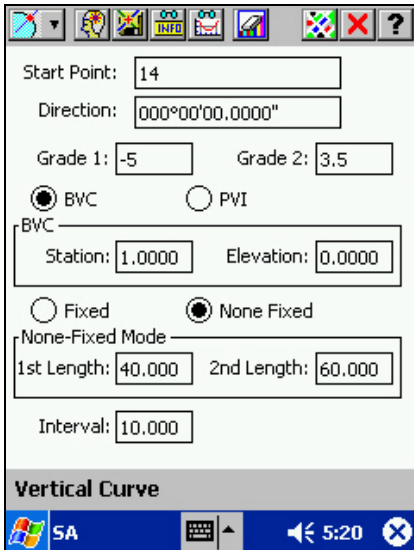 INFO ?
Start Point: 14
Direction: 000°00'00.0000"
Grade 1: -5 Grade 2: 3.5
BVC PVI
BVC
Station: 1.0000 Elevation: 0.0000
Fixed None Fixed
None-Fixed Mode
1st Length: 40.000 2nd Length: 60.000
Interval: 10.000
Vertical Curve
SA 5:20